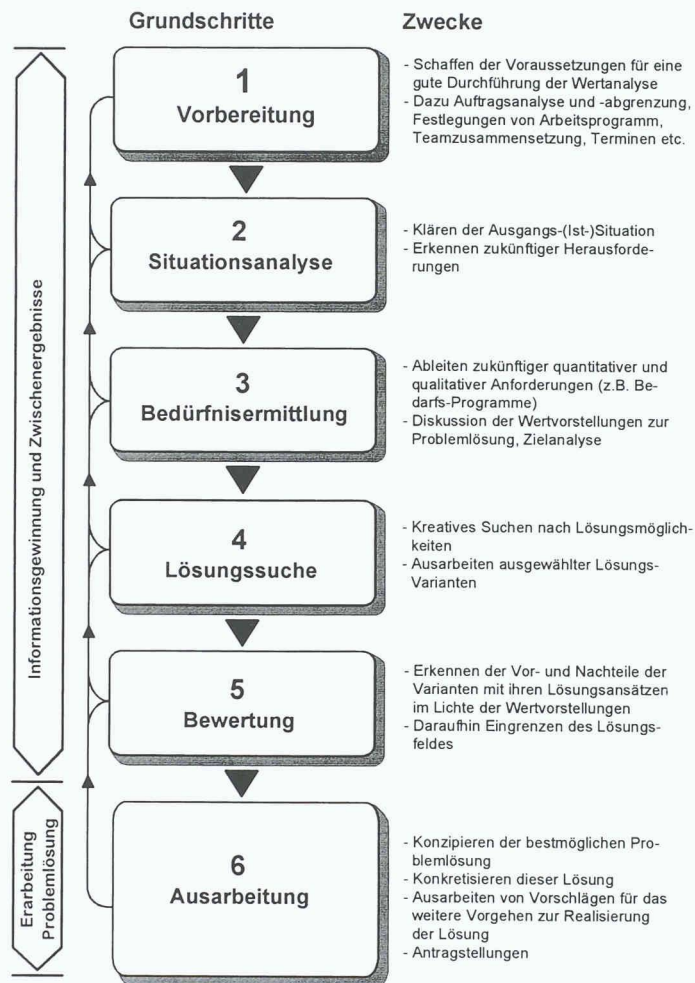 Grundschritte
Zwecke
1
Vorbereitung
- Schaffen der Voraussetzungen für eine
gute Durchführung der Wertanalyse
- Dazu Auftragsanalyse und -abgrenzung,
Festlegungen von Arbeitsprogramm,
Teamzusammensetzung, Terminen etc.
2
Situationsanalyse
- Klären der Ausgangs-(Ist-)Situation
- Erkennen zukünftiger Herausforde-
rungen
3
Bedürfnisermittlung
- Ableiten zukünftiger quantitativer und
qualitativer Anforderungen (z.B. Be-
darfs-Programme)
- Diskussion der Wertvorstellungen zur
Problemlösung, Zielanalyse
4
Lösungssuche
- Kreatives Suchen nach Lösungsmöglich-
keiten
- Ausarbeiten ausgewählter Lösungs-
Varianten
5
Bewertung
- Erkennen der Vor- und Nachteile der
Varianten mit ihren Lösungsansätzen
im Lichte der Wertvorstellungen
- Daraufhin Eingrenzen des Lösungs-
feldes
6
Ausarbeitung
- Konzipieren der bestmöglichen Pro-
blemlösung
- Konkretisieren dieser Lösung
- Ausarbeiten von Vorschlägen für das
weitere Vorgehen zur Realisierung
der Lösung
- Antragstellungen
Informationsgewinnung und Zwischenergebnisse
Erarbeitung
Problemlösung